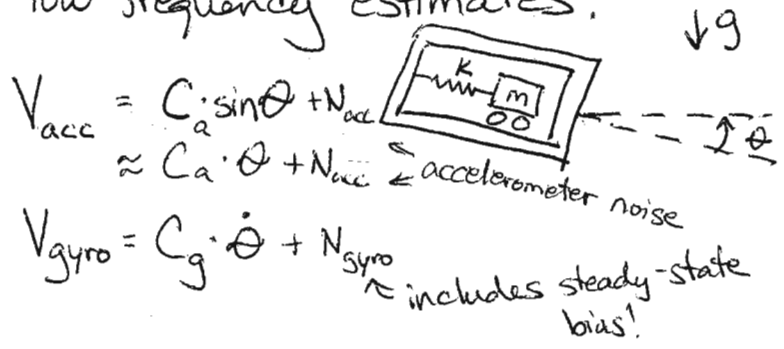 low frequency estimates.
↓g
V_acc = C_a·sinθ + N_acc
K
m
θ
≈ C_a·θ + N_acc
accelerometer noise
V_gyro = C_g·θ̇ + N_gyro
includes steady-state
bias!